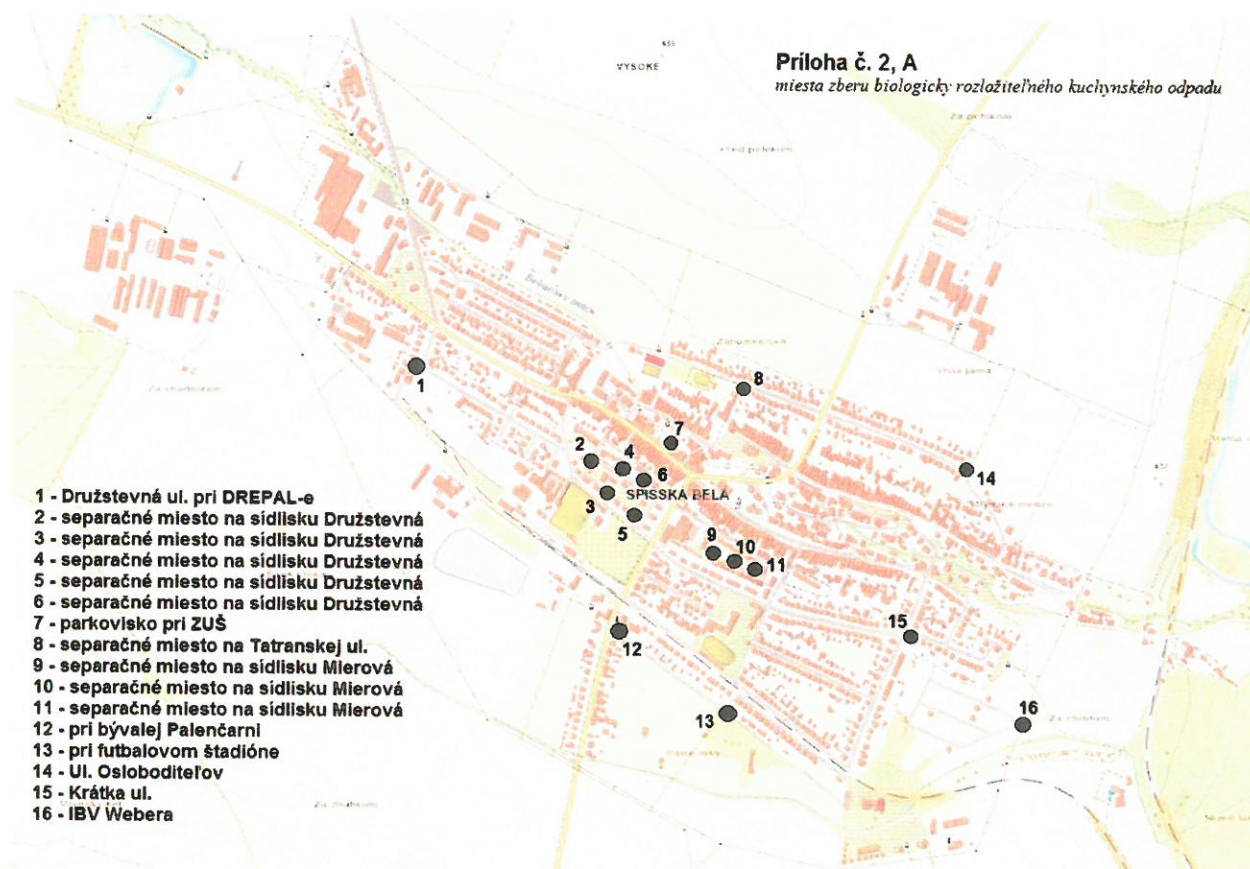 Príloha č. 2, A
miesta zberu biologicky rozložiteľného kuchynského odpadu
VYSOKÉ
8
7
2
4
1
6
14
3
SPIŠSKÁ BELÁ
5
9
10
11
15
12
13
16
1 - Družstevná ul. pri DREPAL-e
2 - separačné miesto na sídlisku Družstevná
3 - separačné miesto na sídlisku Družstevná
4 - separačné miesto na sídlisku Družstevná
5 - separačné miesto na sídlisku Družstevná
6 - separačné miesto na sídlisku Družstevná
7 - parkovisko pri ZUŠ
8 - separačné miesto na Tatranskej ul.
9 - separačné miesto na sídlisku Mierová
10 - separačné miesto na sídlisku Mierová
11 - separačné miesto na sídlisku Mierová
12 - pri bývalej Palenčarni
13 - pri futbalovom štadióne
14 - Ul. Osloboditeľov
15 - Krátka ul.
16 - IBV Webera